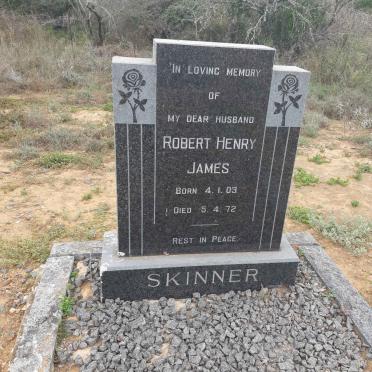 IN LOVING MEMORY
OF
MY DEAR HUSBAND
ROBERT HENRY
JAMES
BORN 4.1.03
DIED 5.4.72
REST IN PEACE.
SKINNER